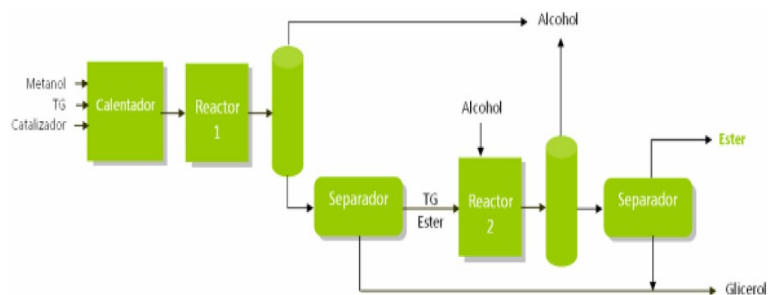 Alcohol
Metanol
TG
Catalizador
Calentador
Reactor
1
Alcohol
Separador
TG
Ester
Reactor
2
Separador
Ester
Glicerol